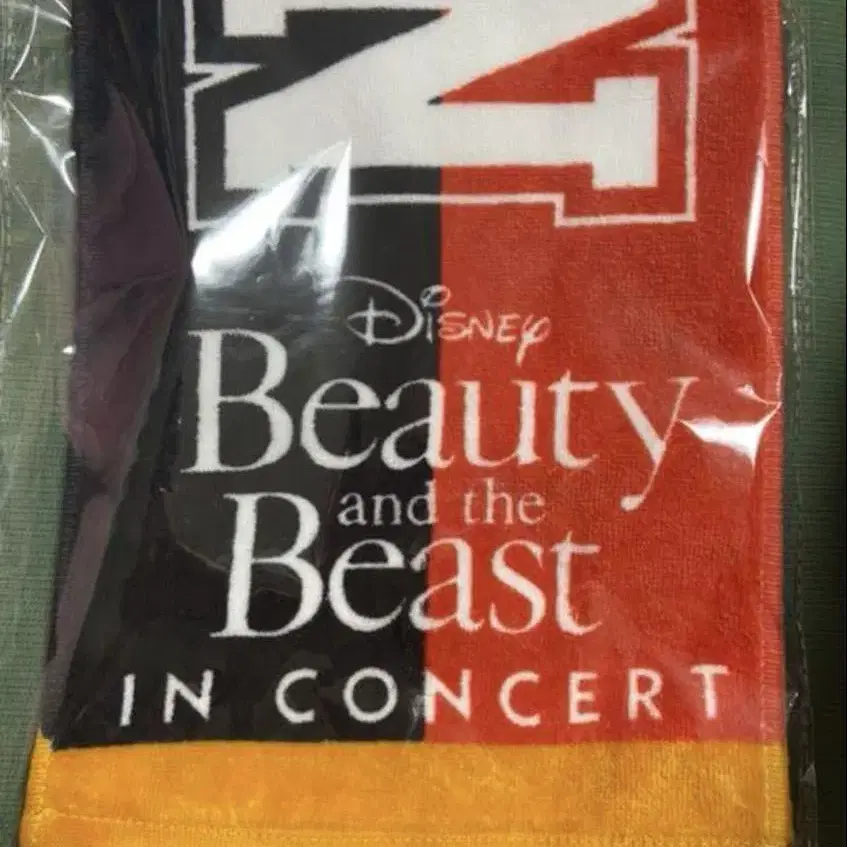 N
Disney
Beauty
and the
Beast
IN CONCERT